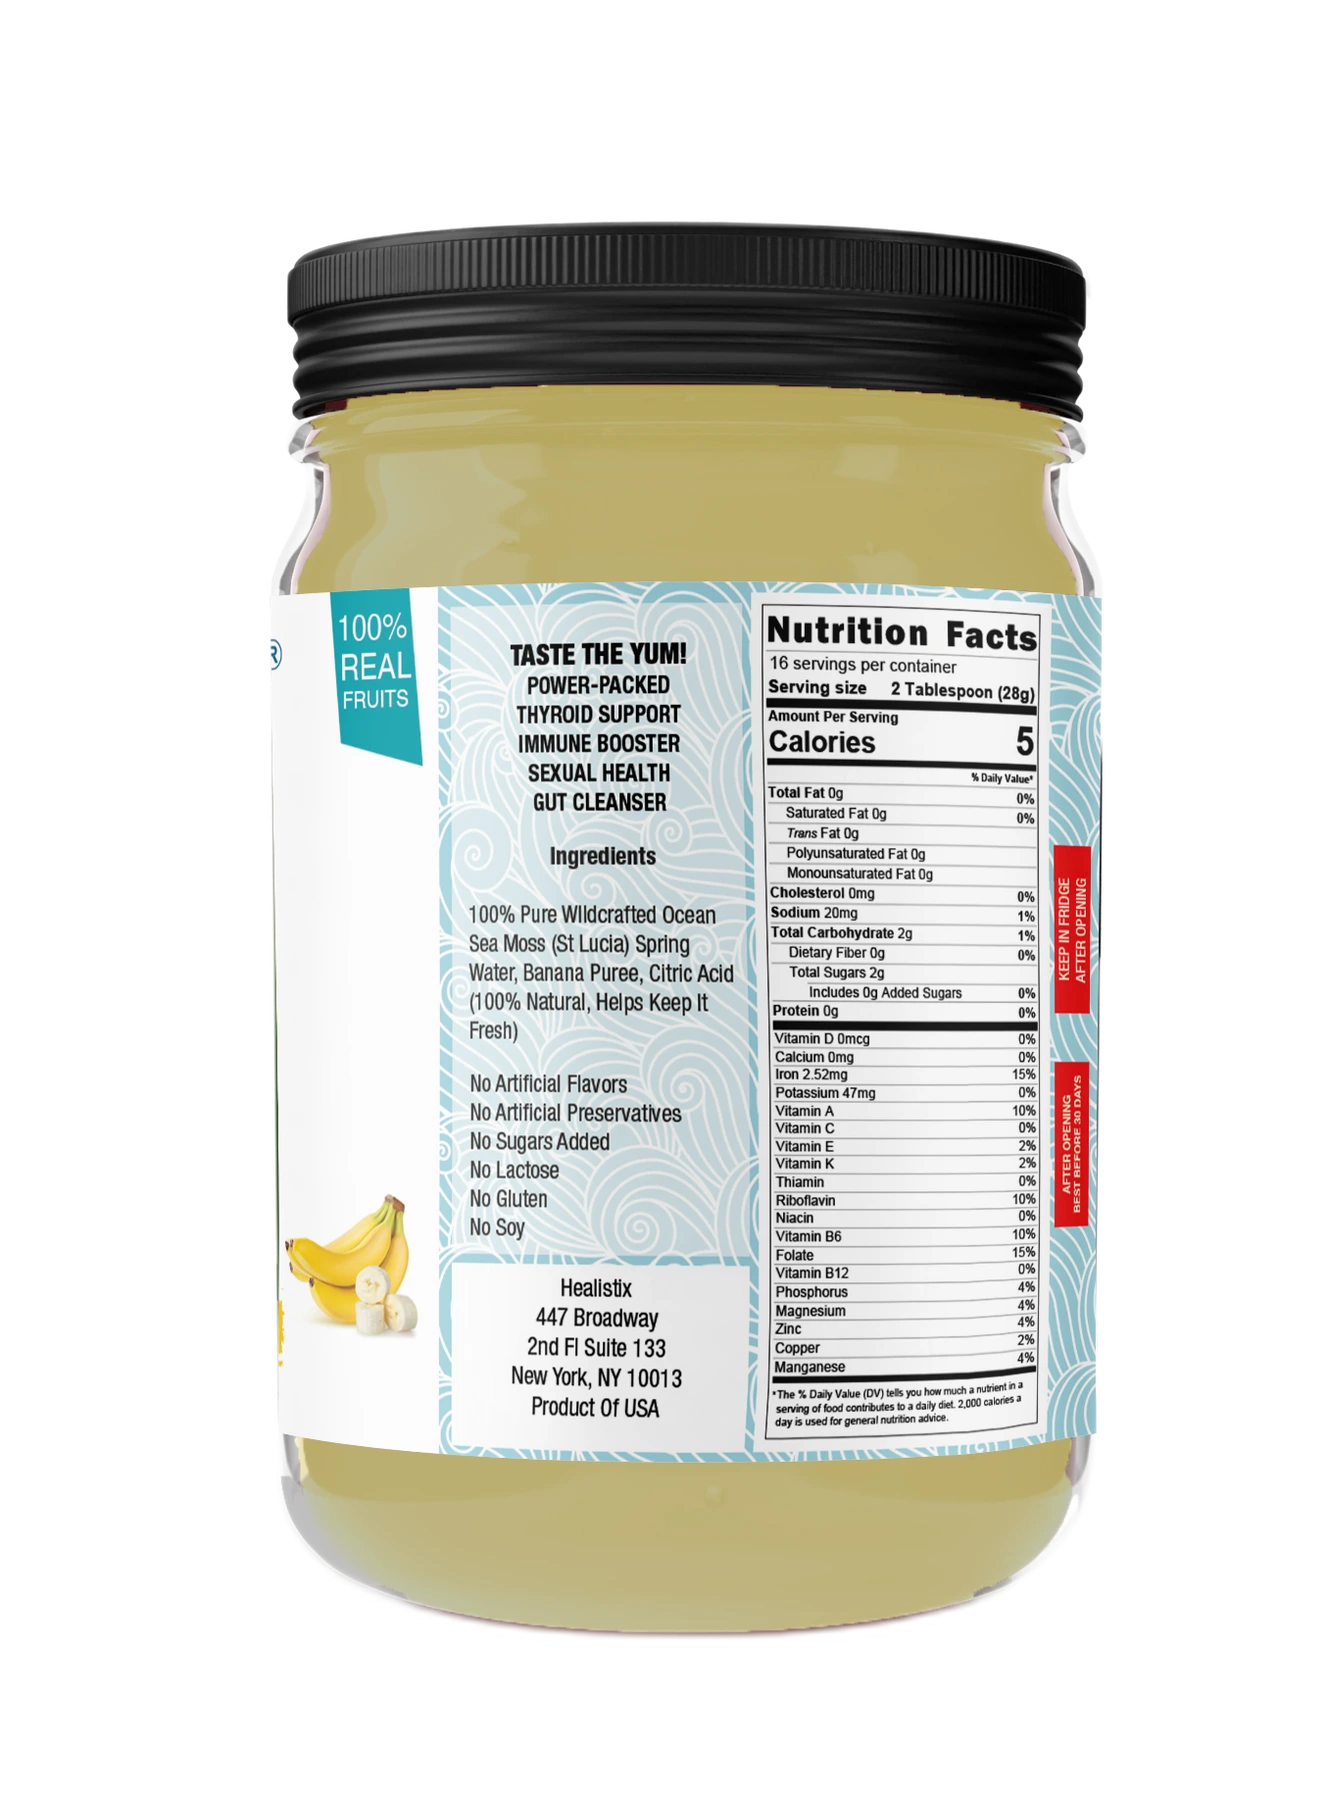 ®
100%
REAL
FRUITS
TASTE THE YUM!
POWER-PACKED
THYROID SUPPORT
IMMUNE BOOSTER
SEXUAL HEALTH
GUT CLEANSER
Ingredients
100% Pure WIldcrafted Ocean
Sea Moss (St Lucia) Spring
Water, Banana Puree, Citric Acid
(100% Natural, Helps Keep It
Fresh)
No Artificial Flavors
No Artificial Preservatives
No Sugars Added
No Lactose
No Gluten
No Soy
Healistix
447 Broadway
2nd Fl Suite 133
New York, NY 10013
Product Of USA
Nutrition Facts
16 servings per container
Serving size 2 Tablespoon (28g)
Amount Per Serving
Calories 5
% Daily Value*
Total Fat 0g 0%
Saturated Fat 0g 0%
Trans Fat 0g
Polyunsaturated Fat 0g
Monounsaturated Fat 0g
Cholesterol 0mg 0%
Sodium 20mg 1%
Total Carbohydrate 2g 1%
Dietary Fiber 0g 0%
Total Sugars 2g
Includes 0g Added Sugars 0%
Protein 0g 0%
Vitamin D 0mcg 0%
Calcium 0mg 0%
Iron 2.52mg 15%
Potassium 47mg 0%
Vitamin A 10%
Vitamin C 0%
Vitamin E 2%
Vitamin K 2%
Thiamin 0%
Riboflavin 10%
Niacin 0%
Vitamin B6 10%
Folate 15%
Vitamin B12 0%
Phosphorus 4%
Magnesium 4%
Zinc 4%
Copper 2%
Manganese 4%
*The % Daily Value (DV) tells you how much a nutrient in a
serving of food contributes to a daily diet. 2,000 calories a
day is used for general nutrition advice.
KEEP IN FRIDGE
AFTER OPENING
AFTER OPENING
BEST BEFORE 30 DAYS